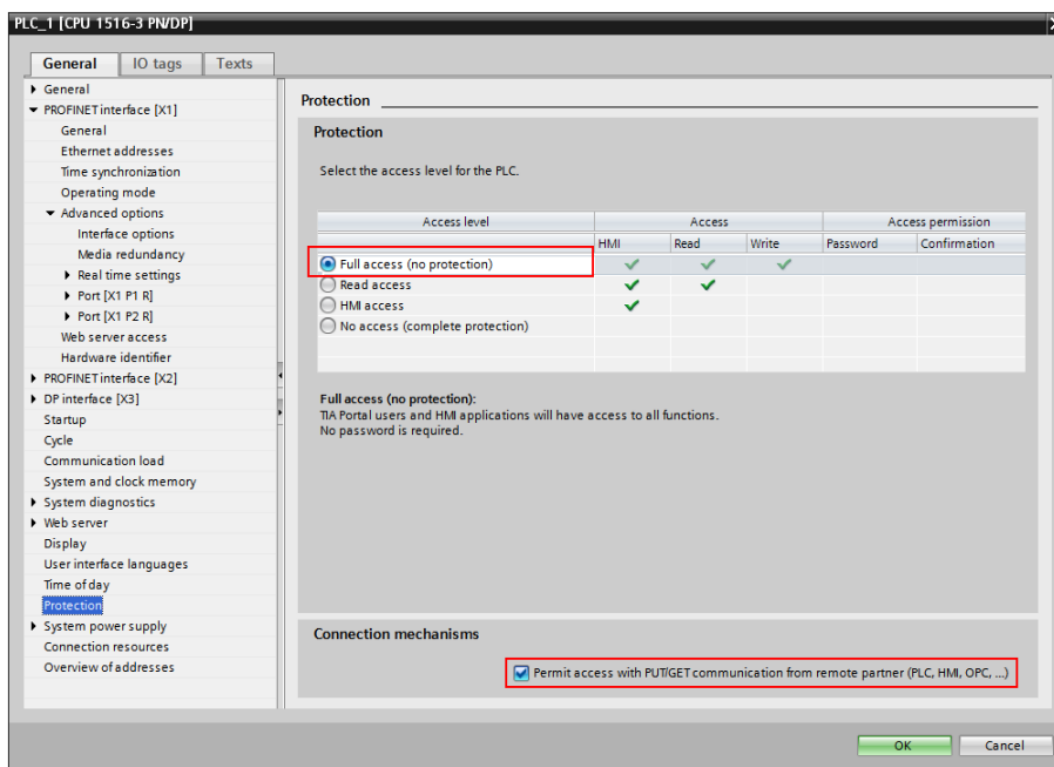 PLC_1 [CPU 1516-3 PN/DP]
General IO tags Texts
General
PROFINET interface [X1]
General
Ethernet addresses
Time synchronization
Operating mode
Advanced options
Interface options
Media redundancy
Real time settings
Port [X1 P1 R]
Port [X1 P2 R]
Web server access
Hardware identifier
PROFINET interface [X2]
DP interface [X3]
Startup
Cycle
Communication load
System and clock memory
System diagnostics
Web server
Display
User interface languages
Time of day
Protection
System power supply
Connection resources
Overview of addresses
Protection
Protection
Select the access level for the PLC.
Access level Access Access permission
HMI Read Write Password Confirmation
Full access (no protection)
Read access
HMI access
No access (complete protection)
Full access (no protection):
TIA Portal users and HMI applications will have access to all functions.
No password is required.
Connection mechanisms
Permit access with PUT/GET communication from remote partner (PLC, HMI, OPC, ...)
OK Cancel